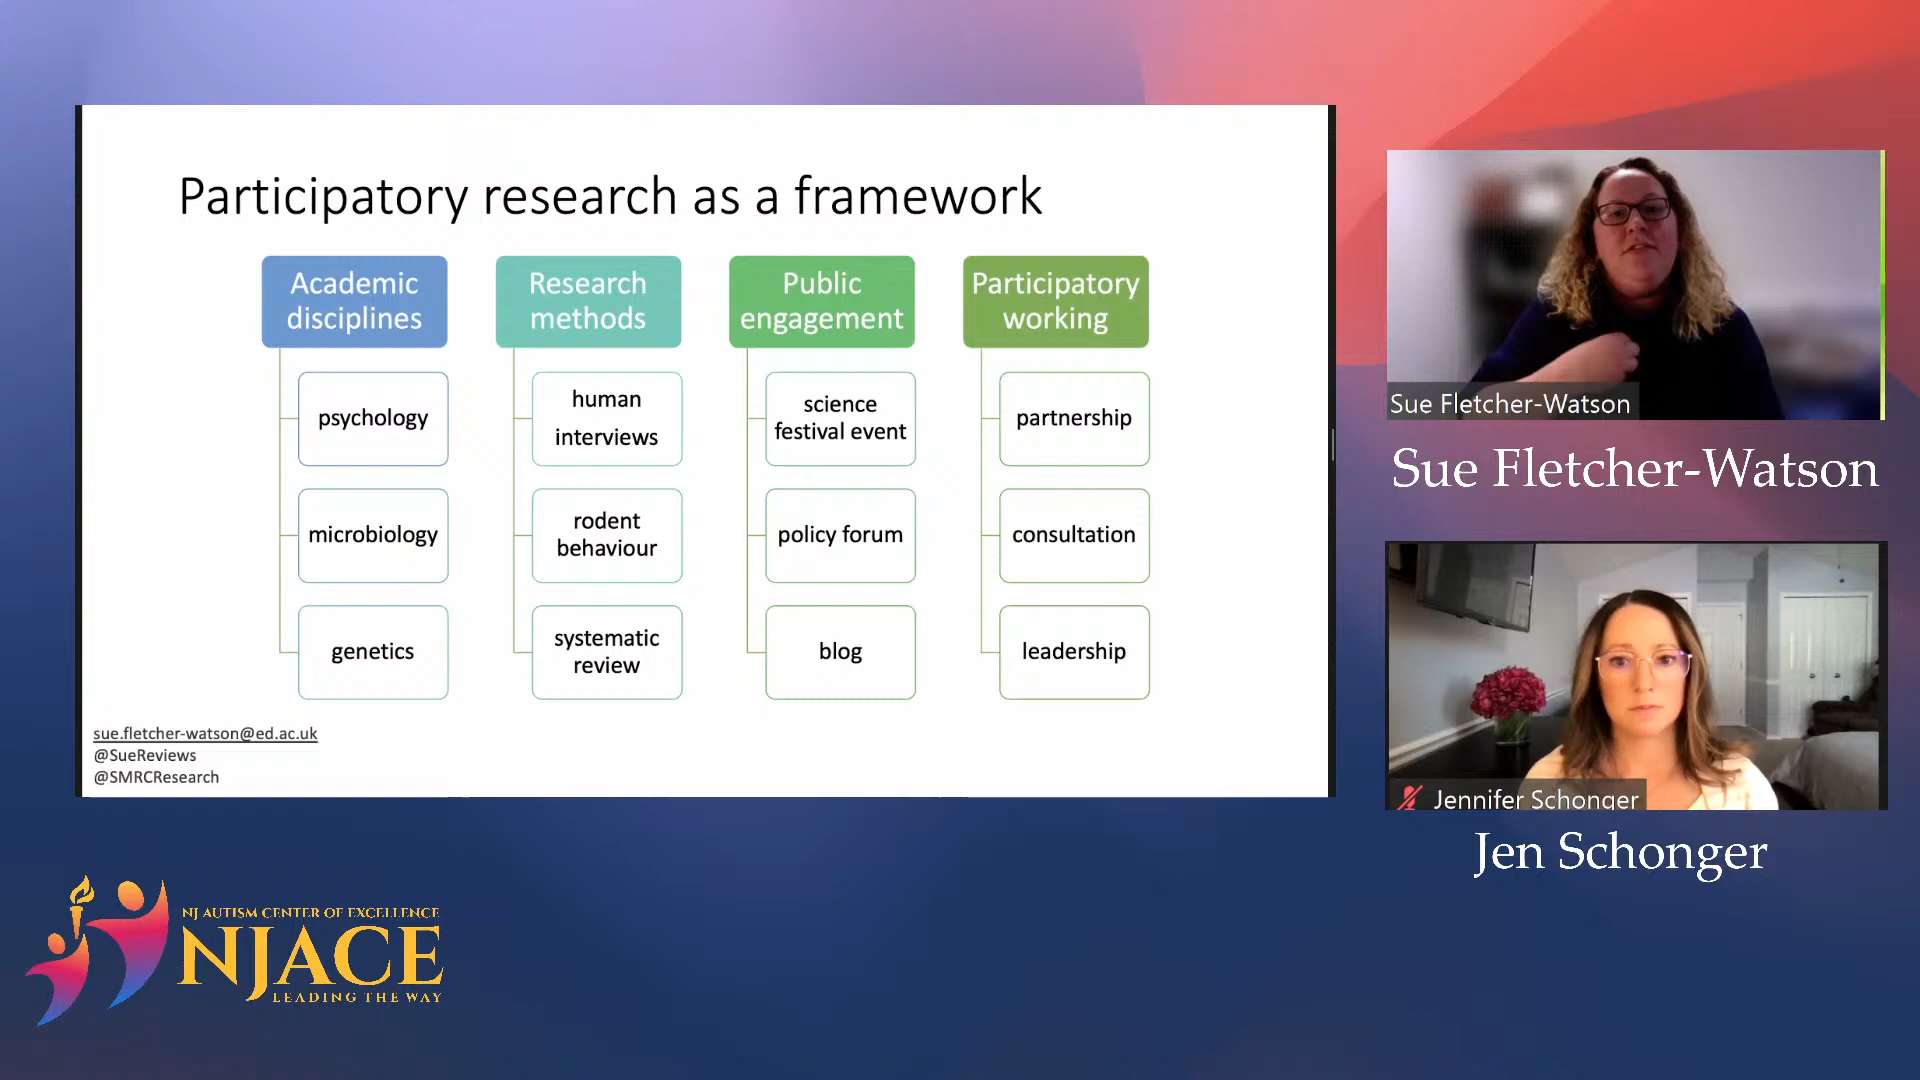 Participatory research as a framework
Academic
disciplines
psychology
microbiology
genetics
Research
methods
human
interviews
rodent
behaviour
systematic
review
Public
engagement
science
festival event
policy forum
blog
Participatory
working
partnership
consultation
leadership
sue.fletcher-watson@ed.ac.uk
@SueReviews
@SMRCResearch
Sue Fletcher-Watson
Sue Fletcher-Watson
Jennifer Schonger
Jen Schonger
NJ AUTISM CENTER OF EXCELLENCE
NJACE
LEADING THE WAY